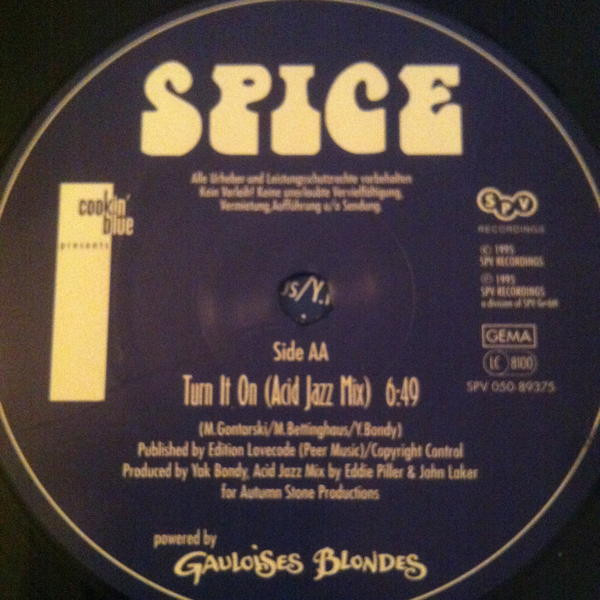 SPICE
Alle Urheber und Leistungsschutzrechte vorbehalten
Kein Verleih! Keine unerlaubte Vervielfältigung,
Vermietung, Aufführung u/o Sendung.
cookin'
blue
presents
SPV
RECORDINGS
© 1995
SPV RECORDINGS
℗ 1995
SPV RECORDINGS
a division of SPV GmbH
GEMA
LC 8100
SPV 050-89375
s/Y.
Side AA
Turn It On (Acid Jazz Mix) 6:49
(M.Gontarski/M.Bettinghaus/Y.Bondy)
Published by Edition Lovecode (Peer Music)/Copyright Control
Produced by Yak Bondy, Acid Jazz Mix by Eddie Piller & John Laker
for Autumn Stone Productions
powered by
GAULOISES BLONDES